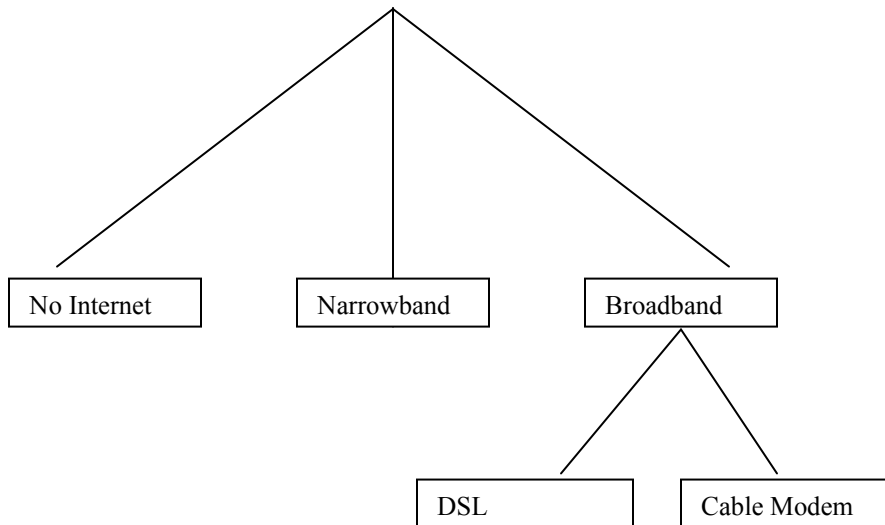 No Internet
Narrowband
Broadband
DSL
Cable Modem